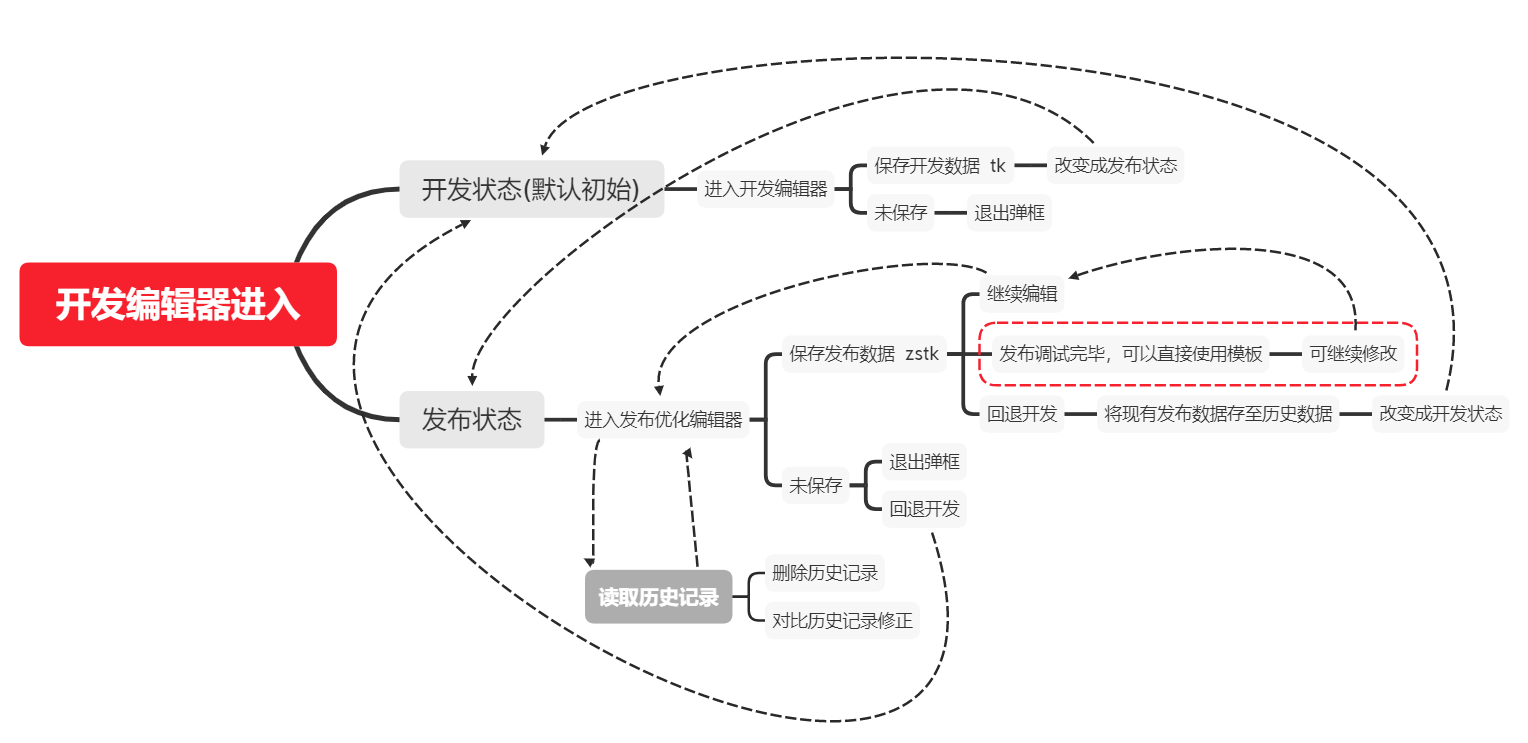 开发编辑器进入
开发状态(默认初始)
进入开发编辑器
保存开发数据 tk
改变成发布状态
未保存
退出弹框
发布状态
进入发布优化编辑器
保存发布数据 zstk
继续编辑
发布调试完毕，可以直接使用模板
可继续修改
回退开发
将现有发布数据存至历史数据
改变成开发状态
未保存
退出弹框
回退开发
读取历史记录
删除历史记录
对比历史记录修正